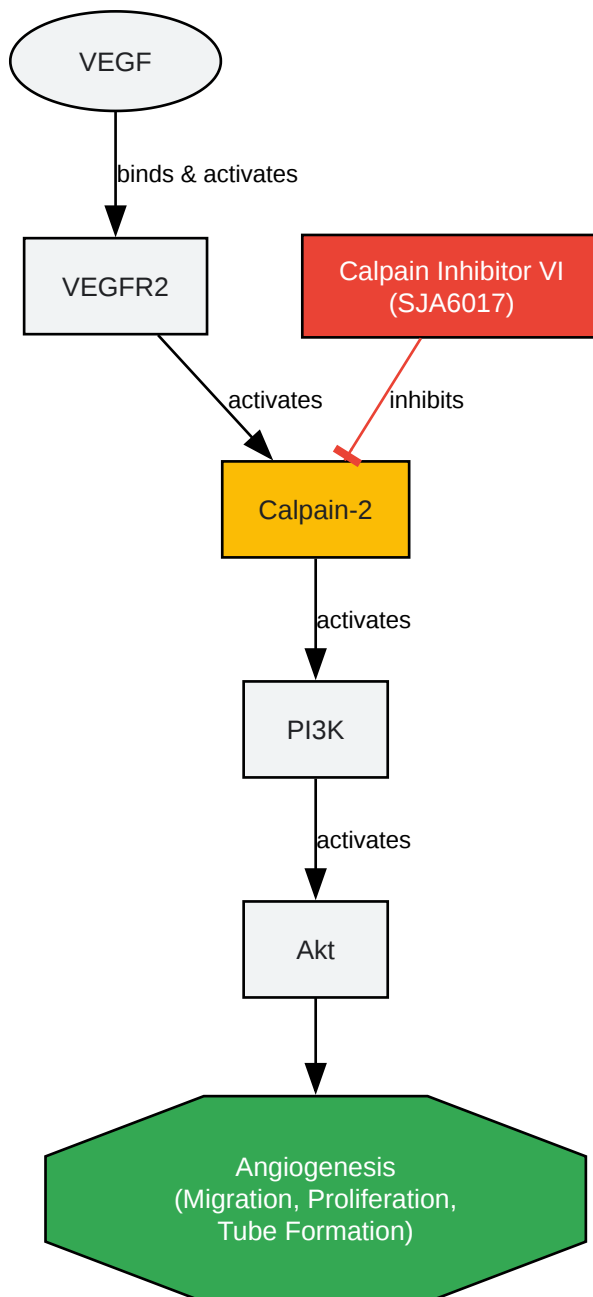 VEGF
binds & activates
VEGFR2
Calpain Inhibitor VI
(SJA6017)
activates
inhibits
Calpain-2
activates
PI3K
activates
Akt
Angiogenesis
(Migration, Proliferation,
Tube Formation)